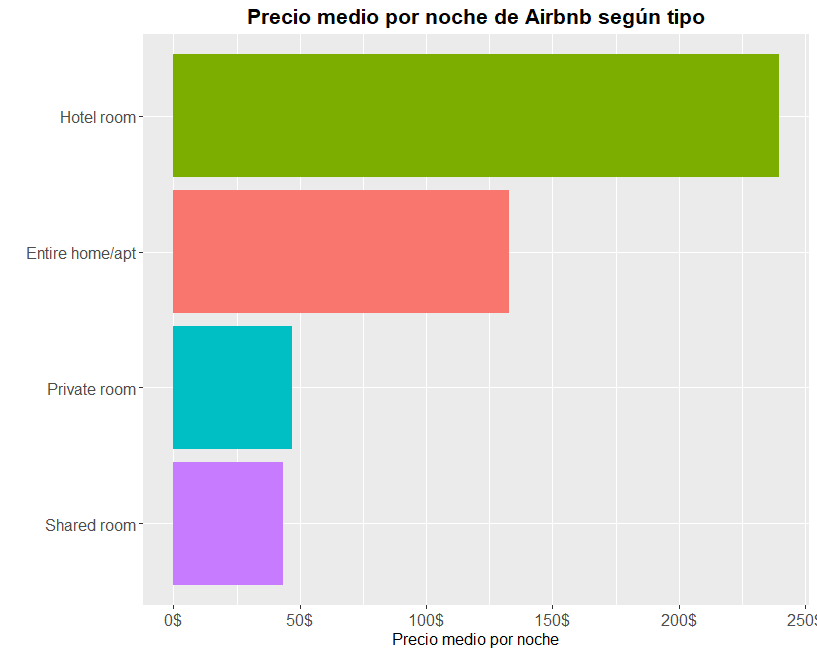 Precio medio por noche de Airbnb según tipo
Hotel room
Entire home/apt
Private room
Shared room
0$ 50$ 100$ 150$ 200$ 250$
Precio medio por noche